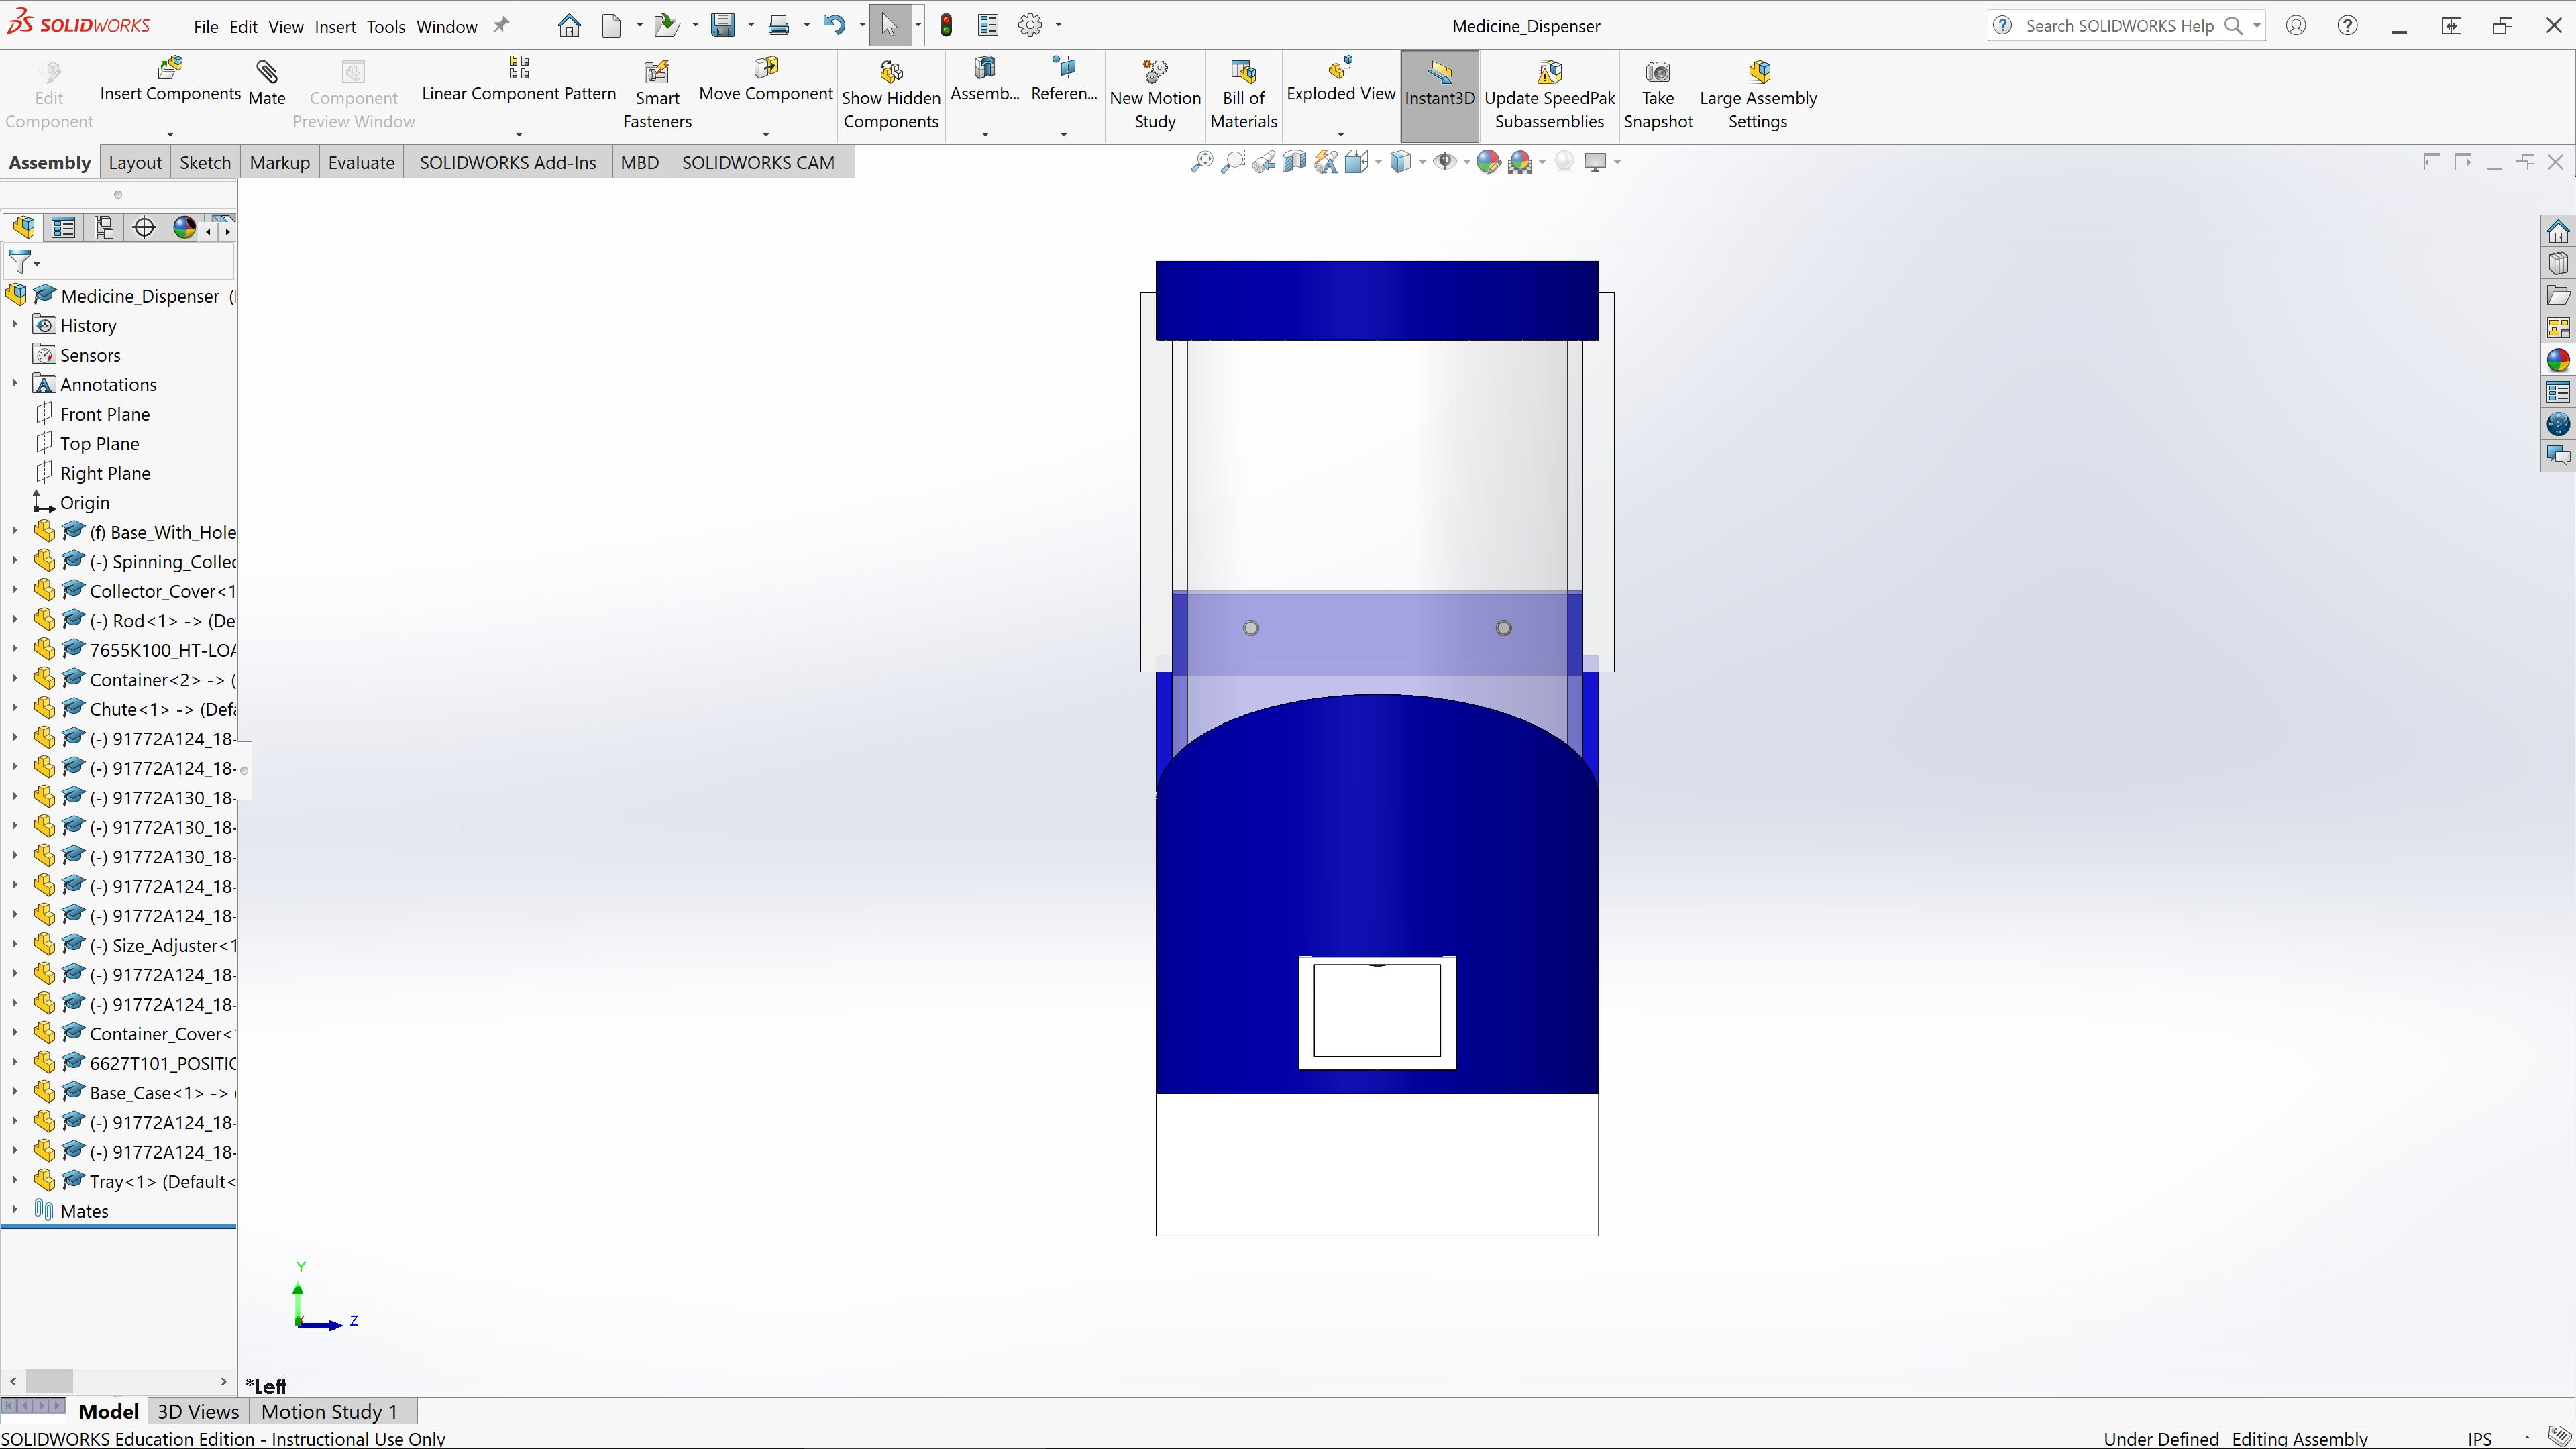 SOLIDWORKS File Edit View Insert Tools Window Medicine_Dispenser Search SOLIDWORKS Help
Edit Component
Insert Components
Mate
Component Preview Window
Linear Component Pattern
Smart Fasteners
Move Component
Show Hidden Components
Assemb...
Referen...
New Motion Study
Bill of Materials
Exploded View
Instant3D
Update SpeedPak Subassemblies
Take Snapshot
Large Assembly Settings
Assembly Layout Sketch Markup Evaluate SOLIDWORKS Add-Ins MBD SOLIDWORKS CAM
Medicine_Dispenser (
History
Sensors
Annotations
Front Plane
Top Plane
Right Plane
Origin
(f) Base_With_Hole
(-) Spinning_Collec
Collector_Cover<1
(-) Rod<1> -> (De
7655K100_HT-LOA
Container<2> -> (
Chute<1> -> (Defa
(-) 91772A124_18-
(-) 91772A124_18-
(-) 91772A130_18-
(-) 91772A130_18-
(-) 91772A130_18-
(-) 91772A124_18-
(-) 91772A124_18-
(-) Size_Adjuster<1
(-) 91772A124_18-
(-) 91772A124_18-
Container_Cover<
6627T101_POSITIO
Base_Case<1> ->
(-) 91772A124_18-
(-) 91772A124_18-
Tray<1> (Default<
Mates
Y
Z
*Left
Model 3D Views Motion Study 1
SOLIDWORKS Education Edition - Instructional Use Only Under Defined Editing Assembly IPS